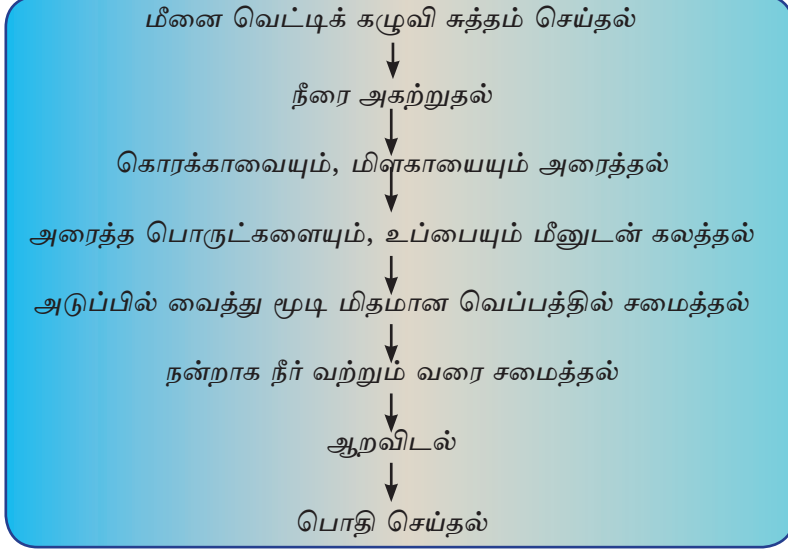 மீனை வெட்டிக் கழுவி சுத்தம் செய்தல்
நீரை அகற்றுதல்
கொரக்காவையும், மிளகாயையும் அரைத்தல்
அரைத்த பொருட்களையும், உப்பையும் மீனுடன் கலத்தல்
அடுப்பில் வைத்து மூடி மிதமான வெப்பத்தில் சமைத்தல்
நன்றாக நீர் வற்றும் வரை சமைத்தல்
ஆறவிடல்
பொதி செய்தல்